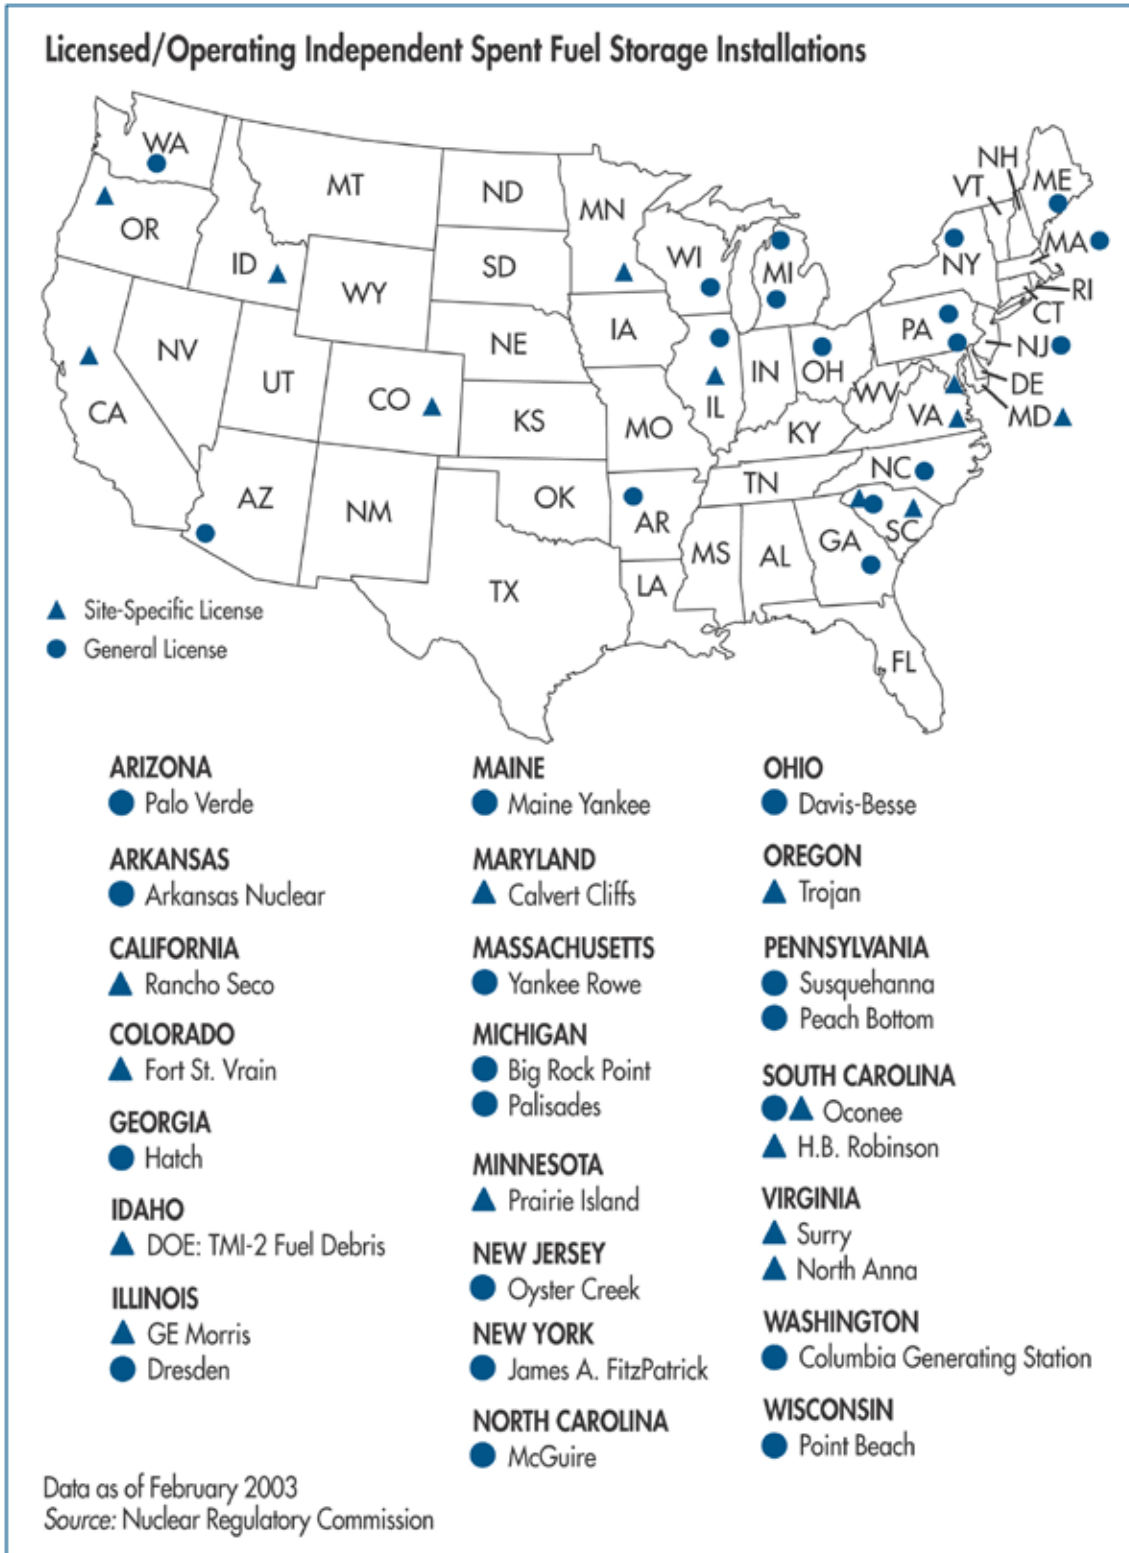 Licensed/Operating Independent Spent Fuel Storage Installations
WA
MT
ND
MN
NH
VT
ME
OR
ID
SD
WI
MI
NY
MA
WY
RI
CT
IA
PA
NJ
NV
NE
UT
CO
IL
IN
OH
DE
WV
MD
CA
KS
MO
KY
VA
NC
TN
AZ
NM
OK
AR
SC
GA
MS
AL
TX
LA
FL
Site-Specific License
General License
ARIZONA
Palo Verde
ARKANSAS
Arkansas Nuclear
CALIFORNIA
Rancho Seco
COLORADO
Fort St. Vrain
GEORGIA
Hatch
IDAHO
DOE: TMI-2 Fuel Debris
ILLINOIS
GE Morris
Dresden
MAINE
Maine Yankee
MARYLAND
Calvert Cliffs
MASSACHUSETTS
Yankee Rowe
MICHIGAN
Big Rock Point
Palisades
MINNESOTA
Prairie Island
NEW JERSEY
Oyster Creek
NEW YORK
James A. FitzPatrick
NORTH CAROLINA
McGuire
OHIO
Davis-Besse
OREGON
Trojan
PENNSYLVANIA
Susquehanna
Peach Bottom
SOUTH CAROLINA
Oconee
H.B. Robinson
VIRGINIA
Surry
North Anna
WASHINGTON
Columbia Generating Station
WISCONSIN
Point Beach
Data as of February 2003
Source: Nuclear Regulatory Commission